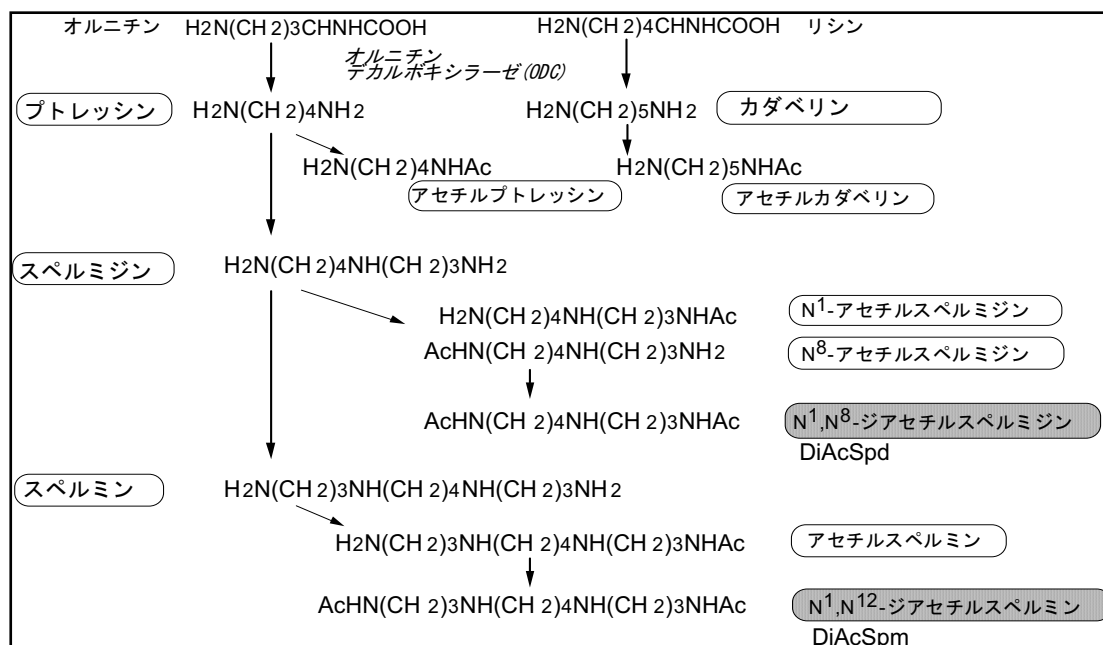 オルニチン H2N(CH2)3CHNHCOOH H2N(CH2)4CHNHCOOH リシン
オルニチン
デカルボキシラーゼ(ODC)
プトレッシン H2N(CH2)4NH2 H2N(CH2)5NH2 カダベリン
H2N(CH2)4NHAc H2N(CH2)5NHAc
アセチルプトレッシン アセチルカダベリン
スペルミジン H2N(CH2)4NH(CH2)3NH2
H2N(CH2)4NH(CH2)3NHAc N1-アセチルスペルミジン
AcHN(CH2)4NH(CH2)3NH2 N8-アセチルスペルミジン
AcHN(CH2)4NH(CH2)3NHAc N1,N8-ジアセチルスペルミジン
DiAcSpd
スペルミン H2N(CH2)3NH(CH2)4NH(CH2)3NH2
H2N(CH2)3NH(CH2)4NH(CH2)3NHAc アセチルスペルミン
AcHN(CH2)3NH(CH2)4NH(CH2)3NHAc N1,N12-ジアセチルスペルミン
DiAcSpm